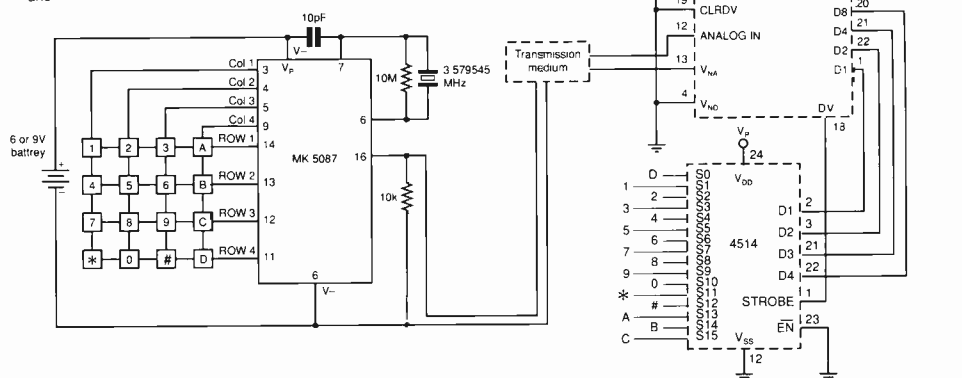 and
10pF
V−
Vp
7
Col 1
3
Col 2
4
Col 3
5
Col 4
9
10M
3 579545
MHz
6
6 or 9V
battrey
+
−
1 2 3 A
ROW 1
14
MK 5087
16
4 5 6 B
ROW 2
13
10k
7 8 9 C
ROW 3
12
* 0 # D
ROW 4
11
6
V−
Transmission
medium
19
CLRDV
12
ANALOG IN
13
VNA
4
VND
D8
20
D4
21
D2
22
D1
1
DV
18
Vp
24
VDD
D S0
1 S1
2 S2
3 S3
4 S4
5 S5
6 S6
7 S7
8 S8
9 S9
0 S10
* S11
# S12
A S13
B S14
C S15
4514
D1
2
D2
3
D3
21
D4
22
STROBE
1
EN
23
VSS
12